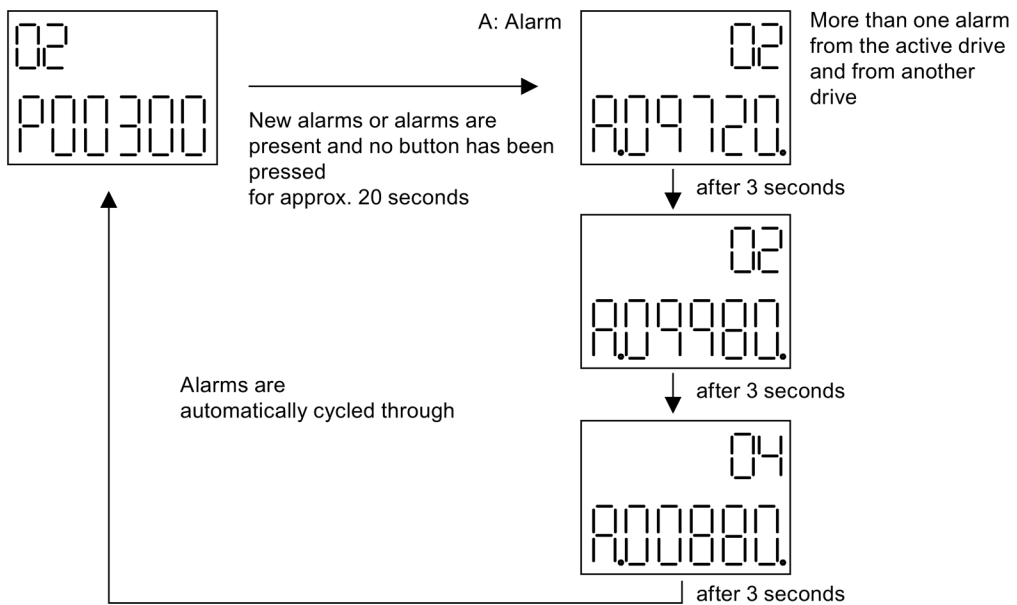 02
P00300
New alarms or alarms are
present and no button has been
pressed
for approx. 20 seconds
A: Alarm
02
A.09720.
More than one alarm
from the active drive
and from another
drive
after 3 seconds
02
A.09980.
after 3 seconds
04
A.00880.
after 3 seconds
Alarms are
automatically cycled through